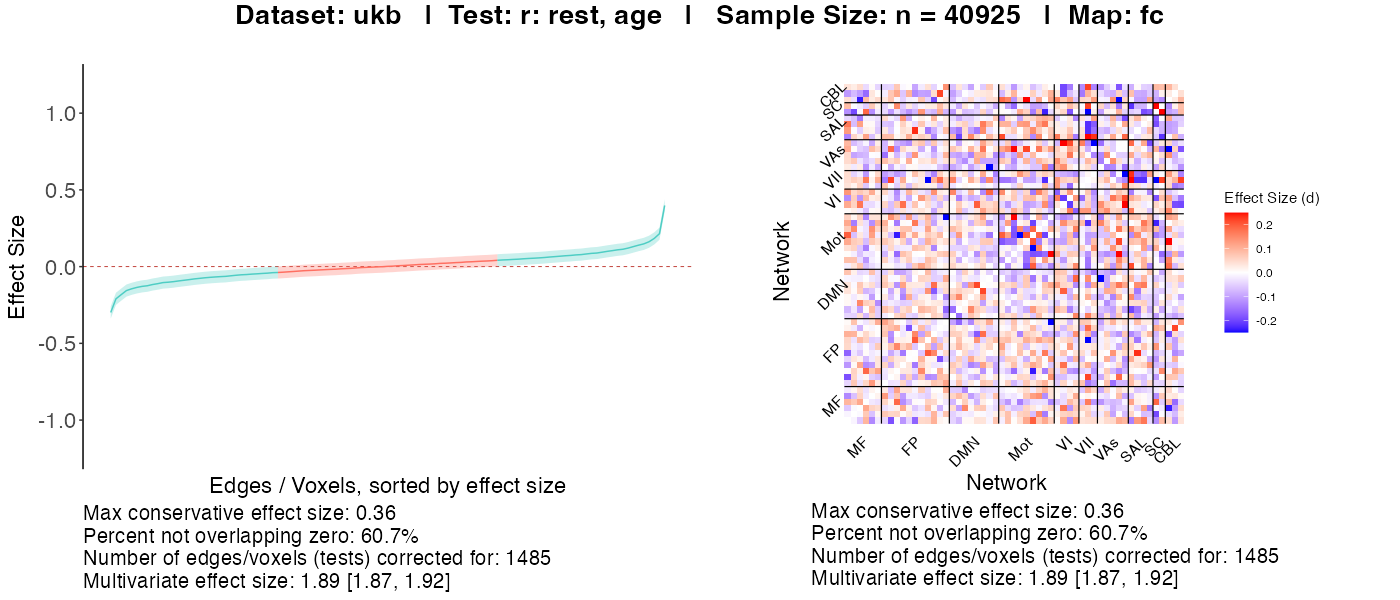 Dataset: ukb | Test: r: rest, age | Sample Size: n = 40925 | Map: fc
Effect Size
1.0
0.5
0.0
-0.5
-1.0
Edges / Voxels, sorted by effect size
Max conservative effect size: 0.36
Percent not overlapping zero: 60.7%
Number of edges/voxels (tests) corrected for: 1485
Multivariate effect size: 1.89 [1.87, 1.92]
Network
CBL
SC
SAL
VAs
VII
VI
Mot
DMN
FP
MF
MF
FP
DMN
Mot
VI
VII
VAs
SAL
SC
CBL
Network
Effect Size (d)
0.2
0.1
0.0
-0.1
-0.2
Max conservative effect size: 0.36
Percent not overlapping zero: 60.7%
Number of edges/voxels (tests) corrected for: 1485
Multivariate effect size: 1.89 [1.87, 1.92]